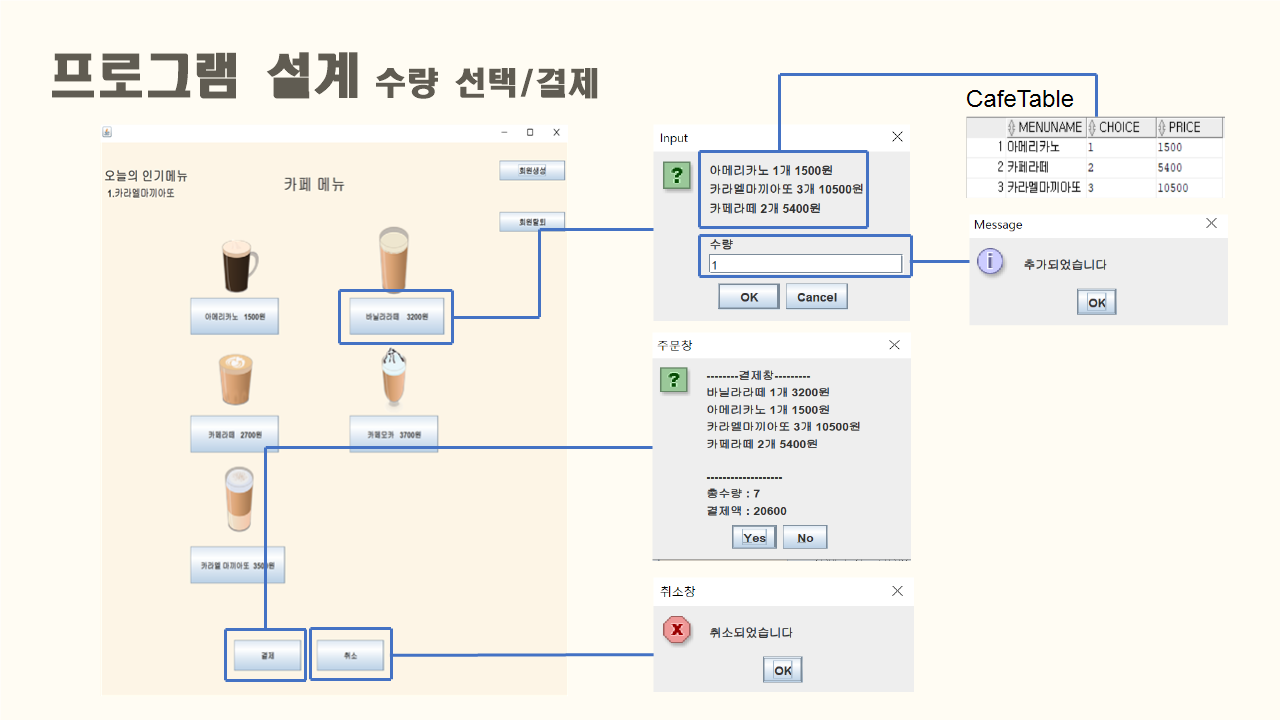 프로그램 설계 수량 선택/결제
오늘의 인기메뉴
1.카라멜마끼아또
카페 메뉴
회원생성
회원탈퇴
아메리카노 1500원
바닐라라떼 3200원
카페라떼 2700원
카페모카 3700원
카라멜 마끼아또 3500원
결제
취소
Input
아메리카노 1개 1500원
카라멜마끼아또 3개 10500원
카페라떼 2개 5400원
수량
1
OK
Cancel
CafeTable
MENUNAME CHOICE PRICE
1 아메리카노 1 1500
2 카페라떼 2 5400
3 카라멜마끼아또 3 10500
Message
추가되었습니다
OK
주문창
--------결제창---------
바닐라라떼 1개 3200원
아메리카노 1개 1500원
카라멜마끼아또 3개 10500원
카페라떼 2개 5400원
-------------------
총수량 : 7
결제액 : 20600
Yes
No
취소창
취소되었습니다
OK